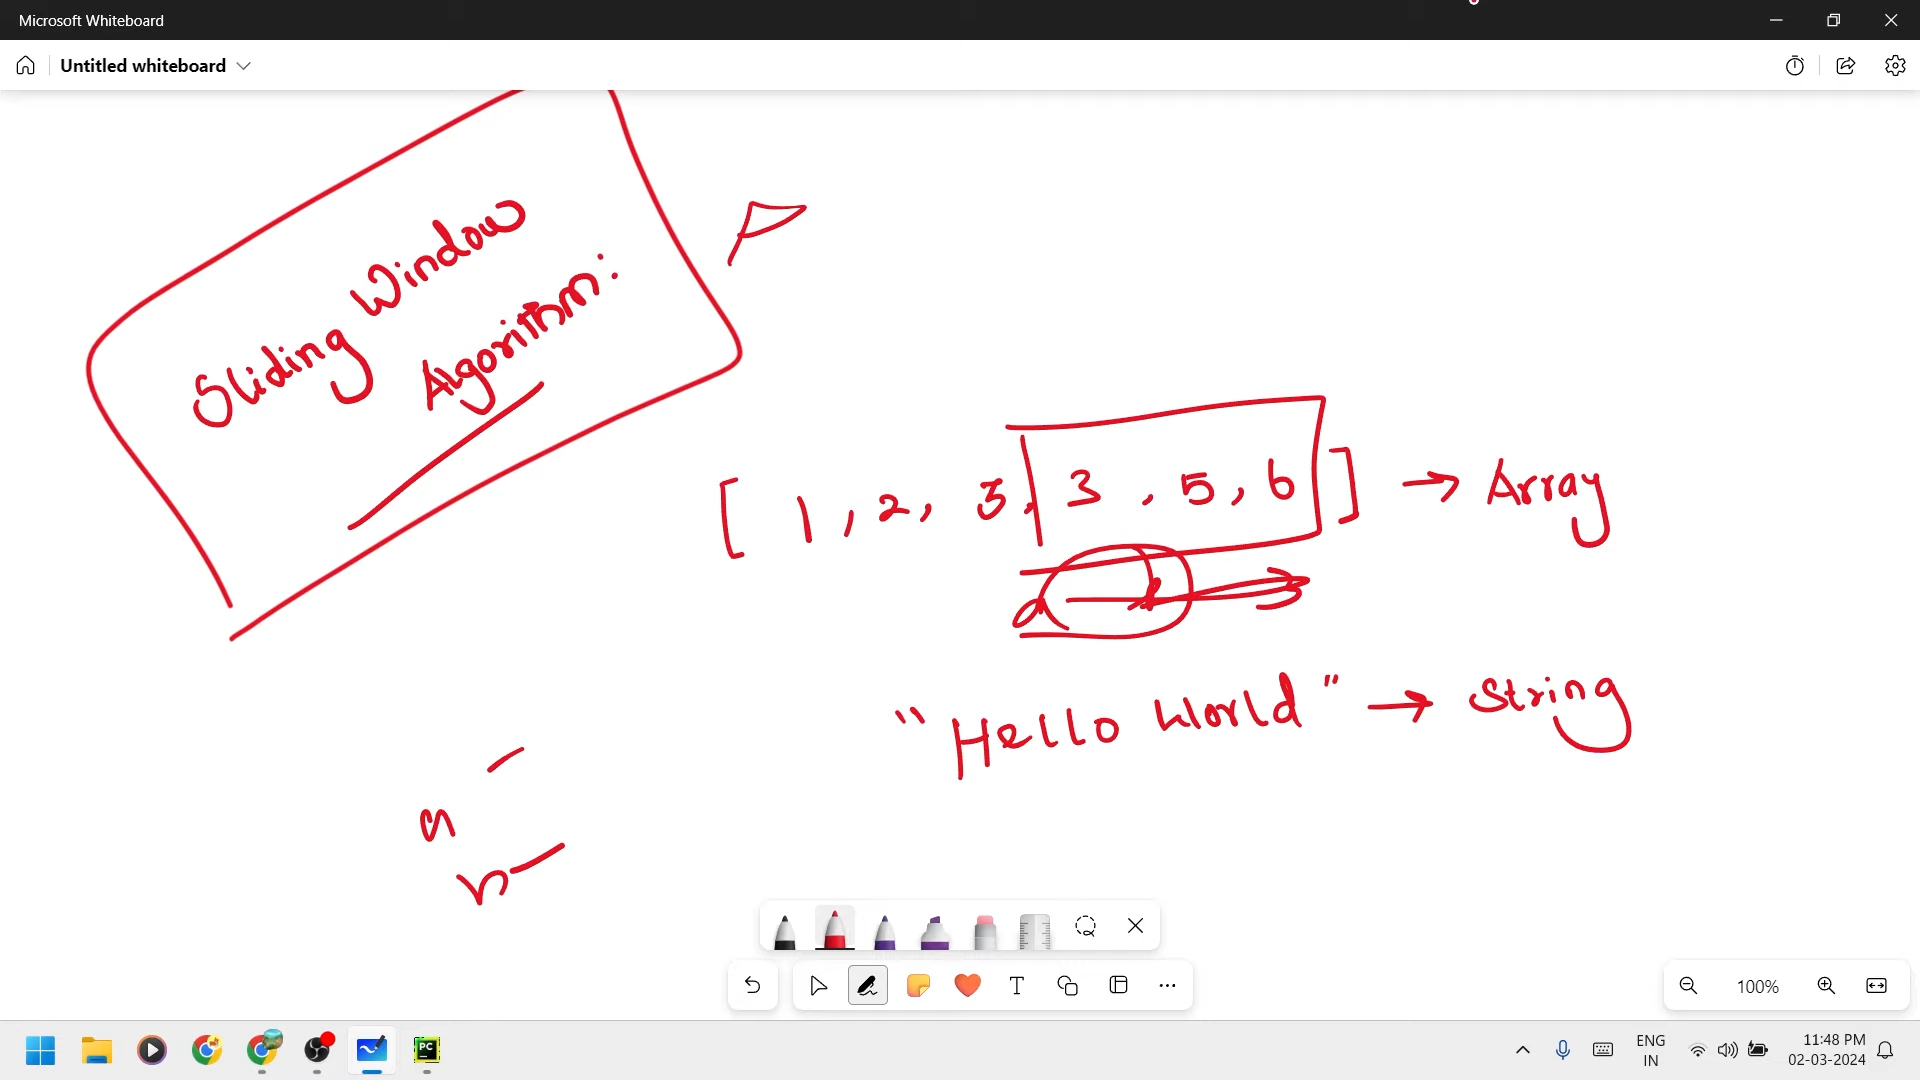 Microsoft Whiteboard
Untitled whiteboard
Sliding Window
Algorithm:
[ 1, 2, 3, 3, 5, 6 ] → Array
a b
"Hello World" → String
100%
ENG
IN
11:48 PM
02-03-2024
PC
T